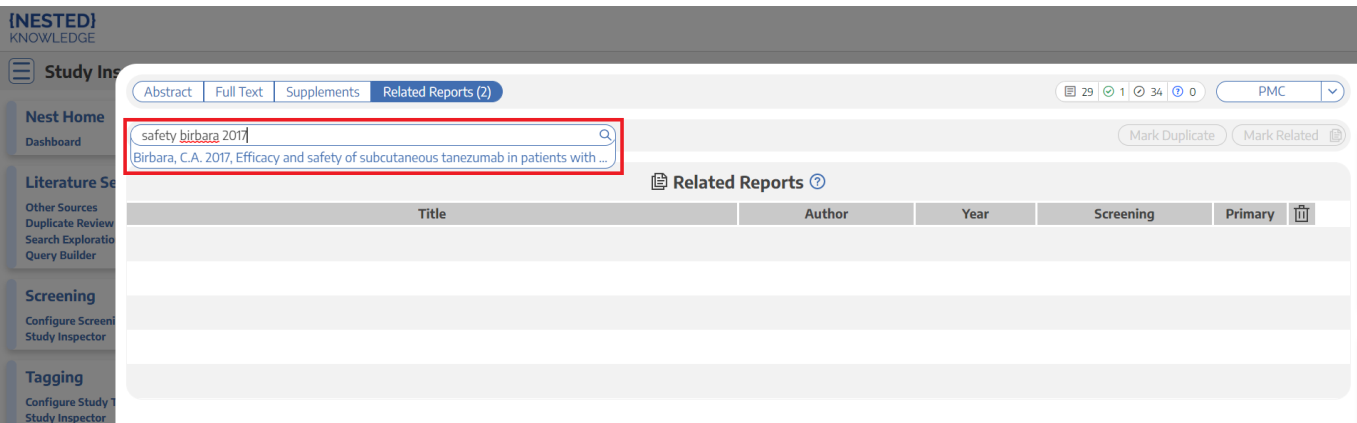 {NESTED}
KNOWLEDGE
Study Ins
Nest Home
Dashboard
Literature Se
Other Sources
Duplicate Review
Search Exploratio
Query Builder
Screening
Configure Screeni
Study Inspector
Tagging
Configure Study T
Study Inspector
Abstract Full Text Supplements Related Reports (2) 29 1 34 0 PMC
safety birbara 2017 Mark Duplicate Mark Related
Birbara, C.A. 2017, Efficacy and safety of subcutaneous tanezumab in patients with ...
Related Reports
Title Author Year Screening Primary